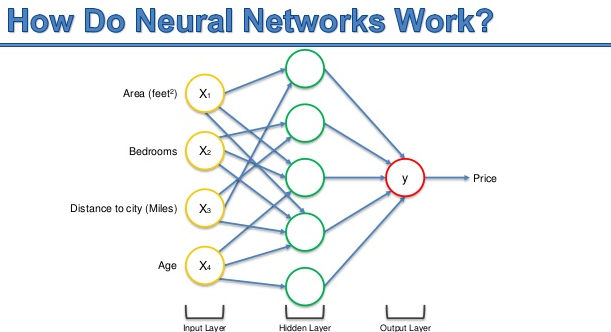 How Do Neural Networks Work?
Area (feet²)
X1
Bedrooms
X2
Distance to city (Miles)
X3
Age
X4
y
Price
Input Layer
Hidden Layer
Output Layer